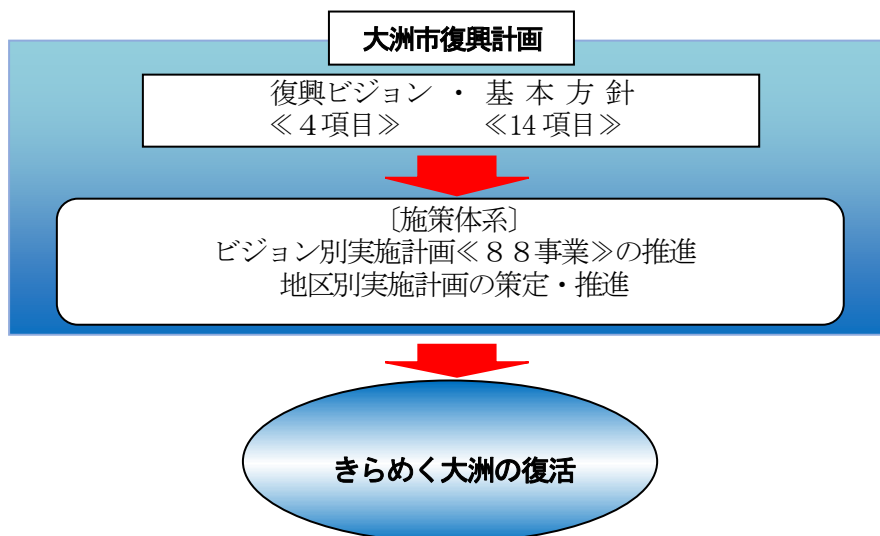 大洲市復興計画
復興ビジョン ・ 基 本 方 針
≪４項目≫ ≪14 項目≫
〔施策体系〕
ビジョン別実施計画≪８８事業≫の推進
地区別実施計画の策定・推進
きらめく大洲の復活